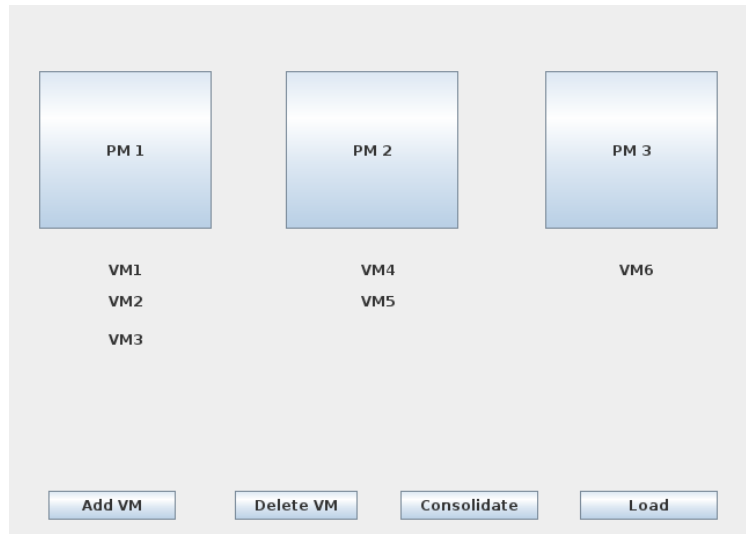 PM 1
PM 2
PM 3
VM1
VM4
VM6
VM2
VM5
VM3
Add VM
Delete VM
Consolidate
Load